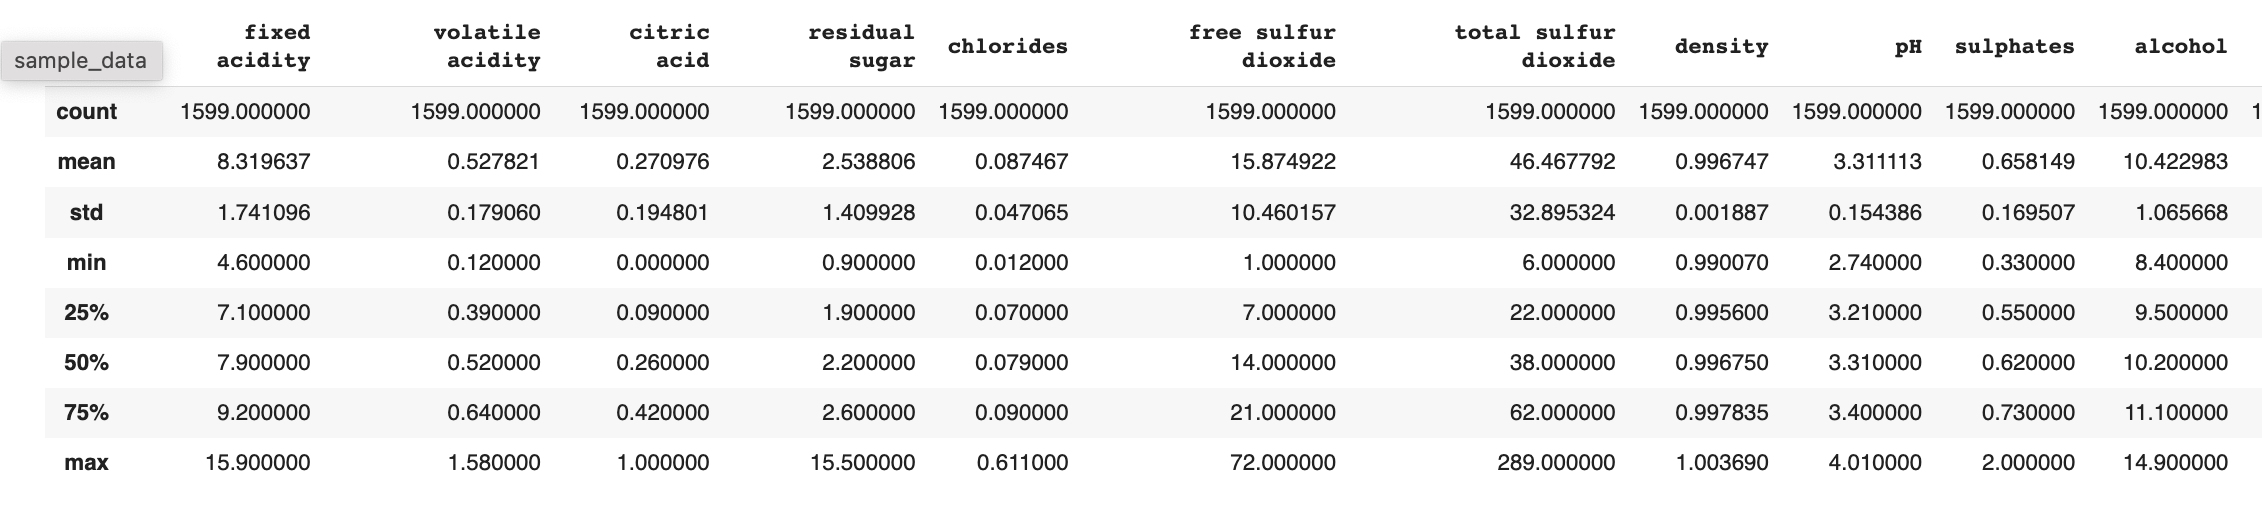 fixed volatile citric residual free sulfur total sulfur
chlorides density pH sulphates alcohol
sample_data acidity acidity acid sugar dioxide dioxide
count 1599.000000 1599.000000 1599.000000 1599.000000 1599.000000 1599.000000 1599.000000 1599.000000 1599.000000 1599.000000 1599.000000 1
mean 8.319637 0.527821 0.270976 2.538806 0.087467 15.874922 46.467792 0.996747 3.311113 0.658149 10.422983
std 1.741096 0.179060 0.194801 1.409928 0.047065 10.460157 32.895324 0.001887 0.154386 0.169507 1.065668
min 4.600000 0.120000 0.000000 0.900000 0.012000 1.000000 6.000000 0.990070 2.740000 0.330000 8.400000
25% 7.100000 0.390000 0.090000 1.900000 0.070000 7.000000 22.000000 0.995600 3.210000 0.550000 9.500000
50% 7.900000 0.520000 0.260000 2.200000 0.079000 14.000000 38.000000 0.996750 3.310000 0.620000 10.200000
75% 9.200000 0.640000 0.420000 2.600000 0.090000 21.000000 62.000000 0.997835 3.400000 0.730000 11.100000
max 15.900000 1.580000 1.000000 15.500000 0.611000 72.000000 289.000000 1.003690 4.010000 2.000000 14.900000